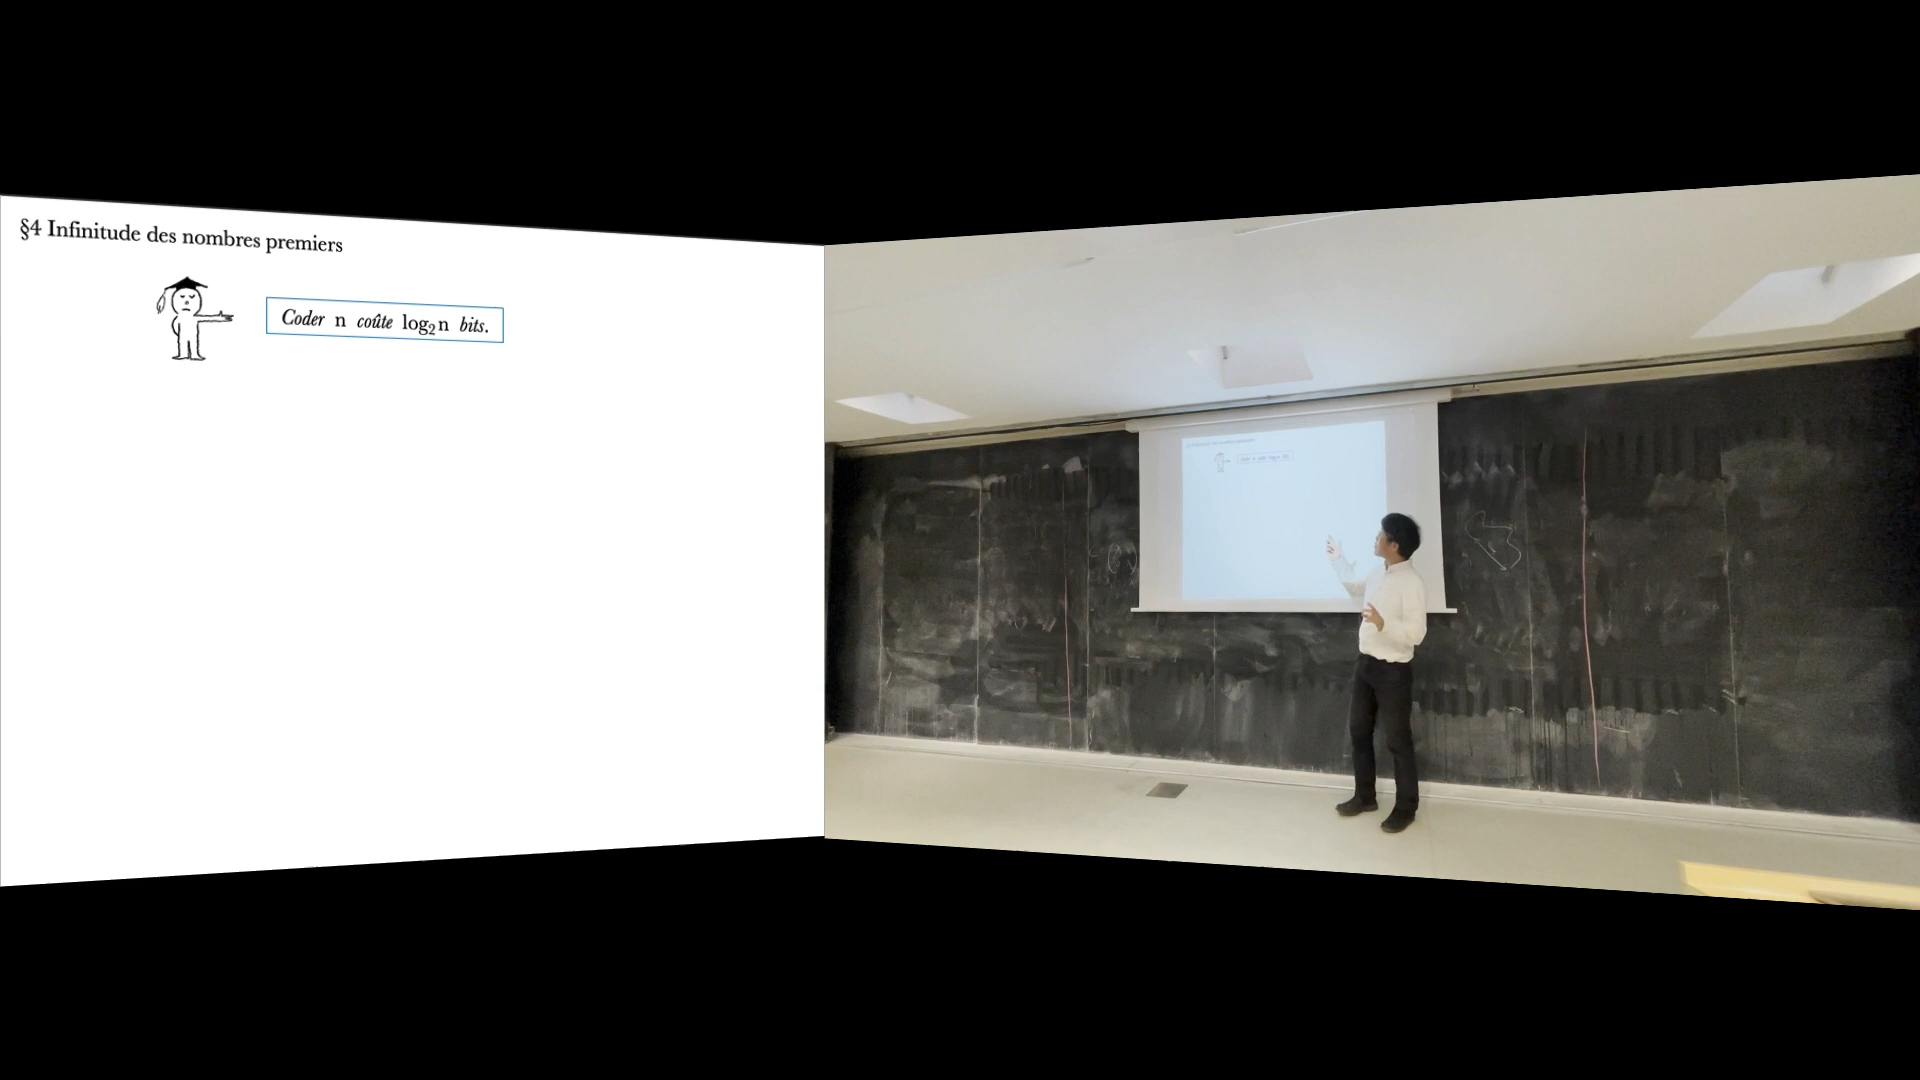 §4 Infinitude des nombres premiers
Coder n coûte log₂n bits.